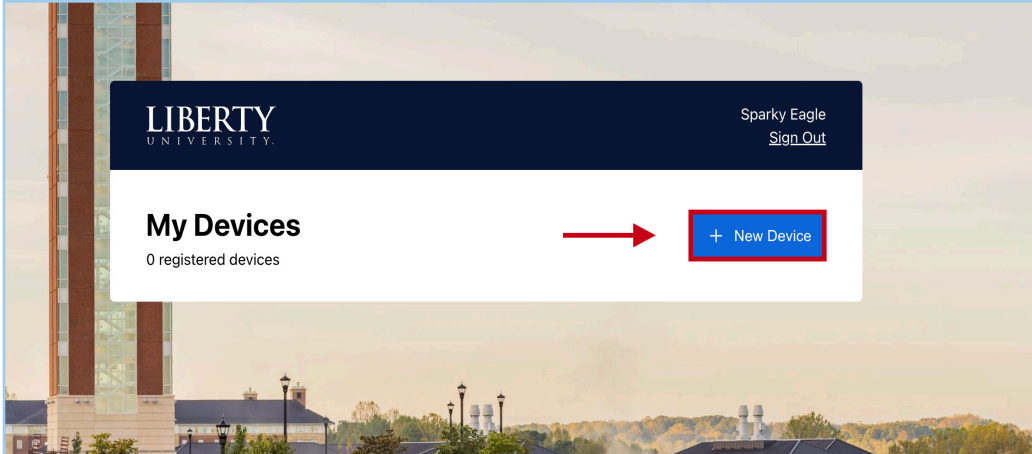 LIBERTY
UNIVERSITY.
Sparky Eagle
Sign Out
My Devices
0 registered devices
+ New Device